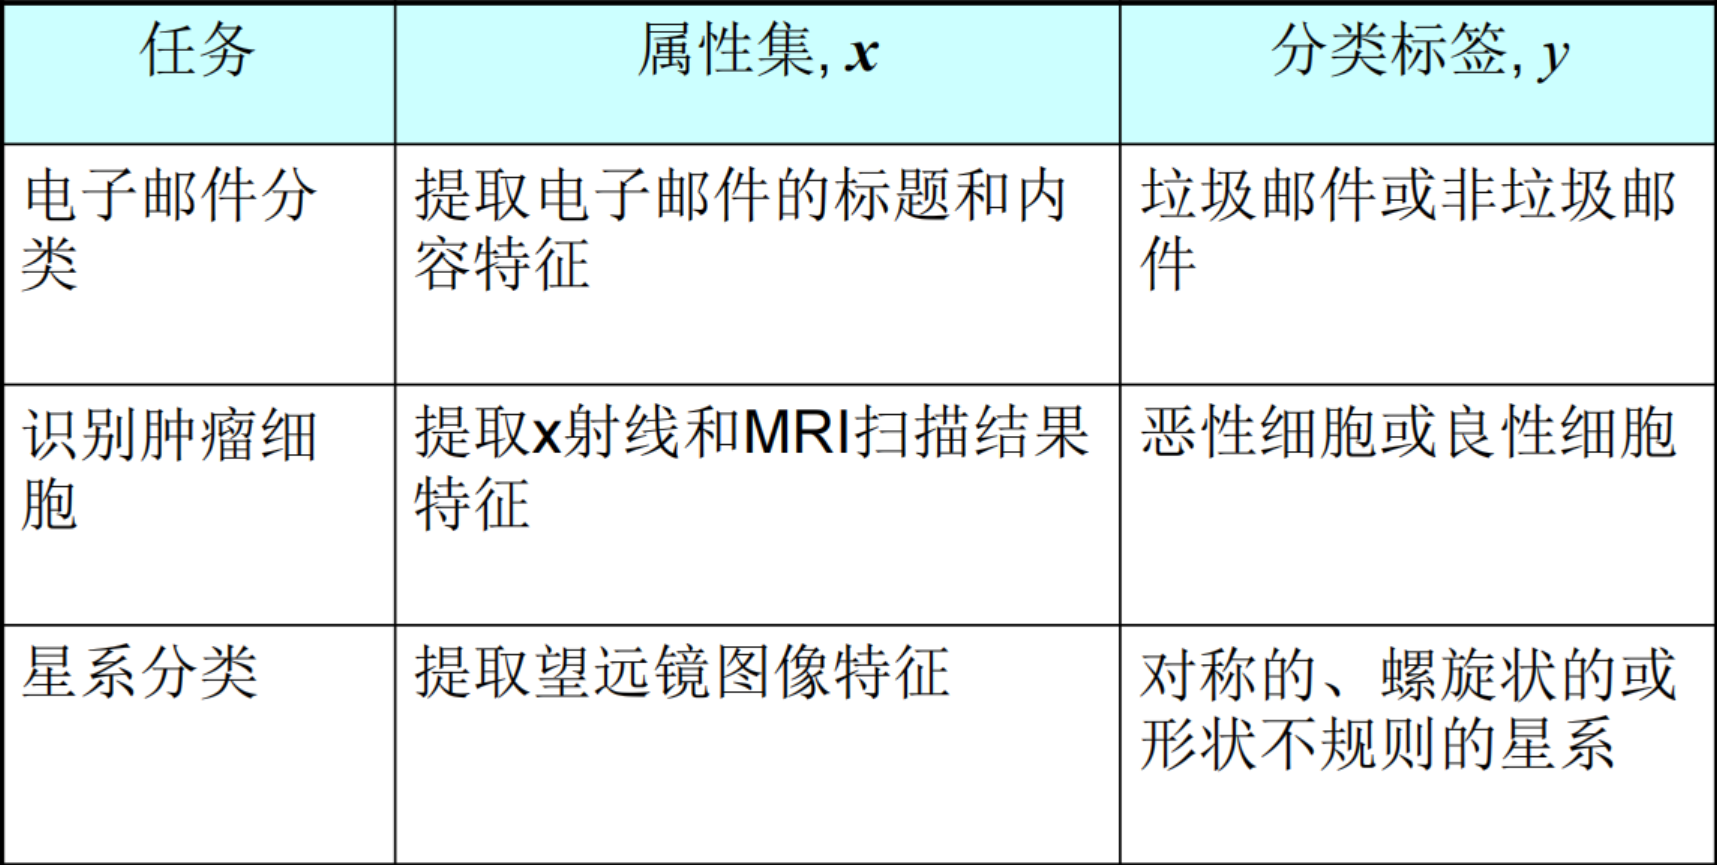 任务
属性集, x
分类标签, y
电子邮件分
类
提取电子邮件的标题和内
容特征
垃圾邮件或非垃圾邮
件
识别肿瘤细
胞
提取x射线和MRI扫描结果
特征
恶性细胞或良性细胞
星系分类
提取望远镜图像特征
对称的、螺旋状的或
形状不规则的星系